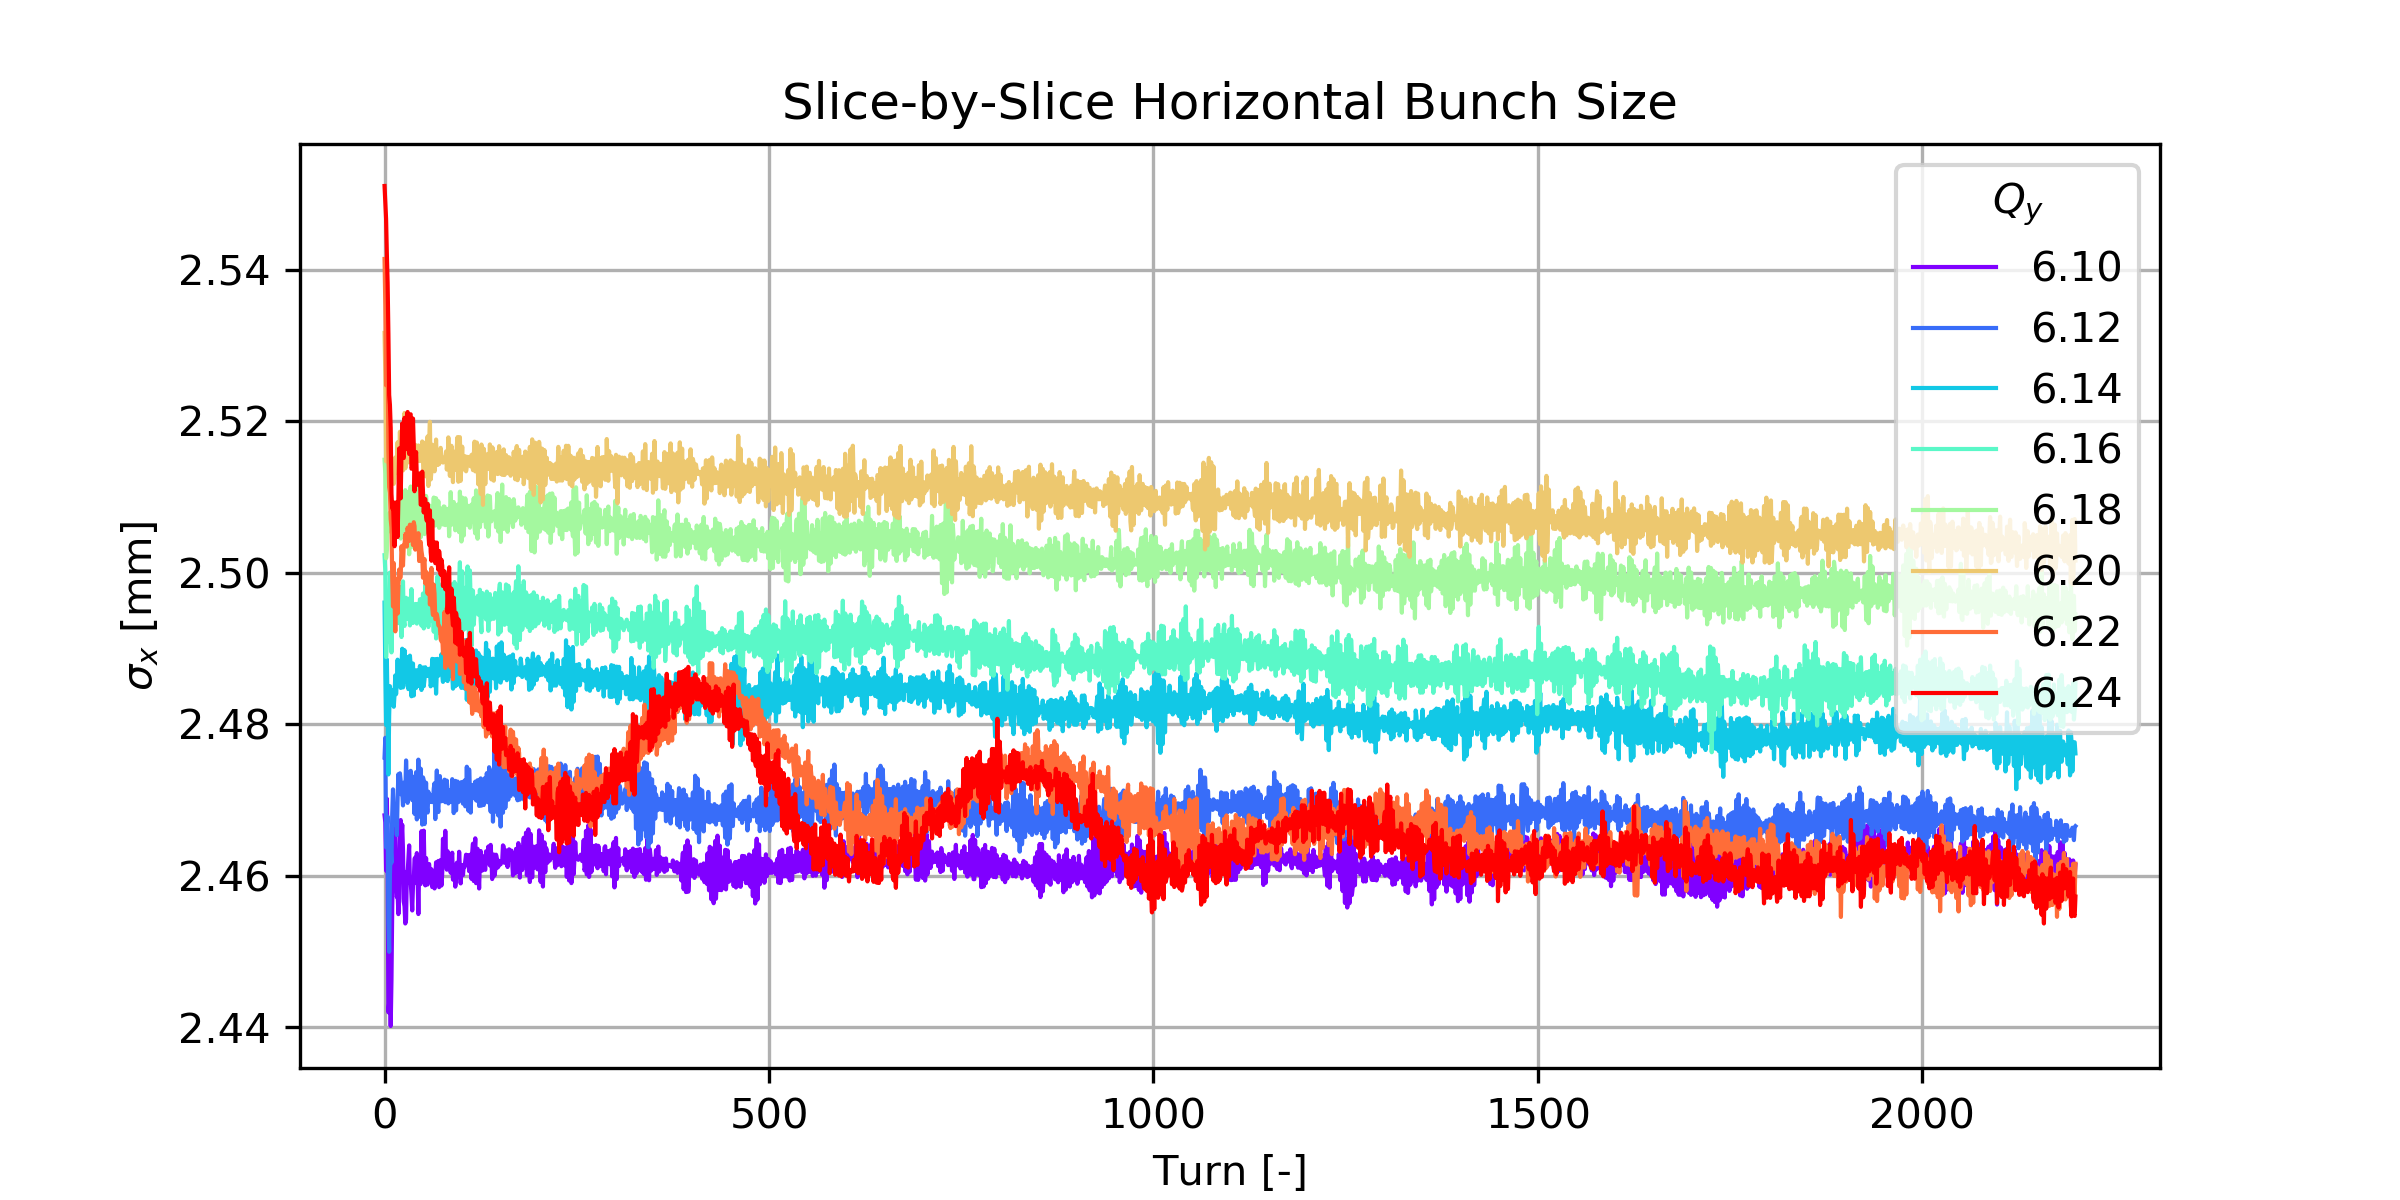 Slice-by-Slice Horizontal Bunch Size
σx [mm]
2.54
2.52
2.50
2.48
2.46
2.44
0 500 1000 1500 2000
Turn [-]
Qy
6.10
6.12
6.14
6.16
6.18
6.20
6.22
6.24